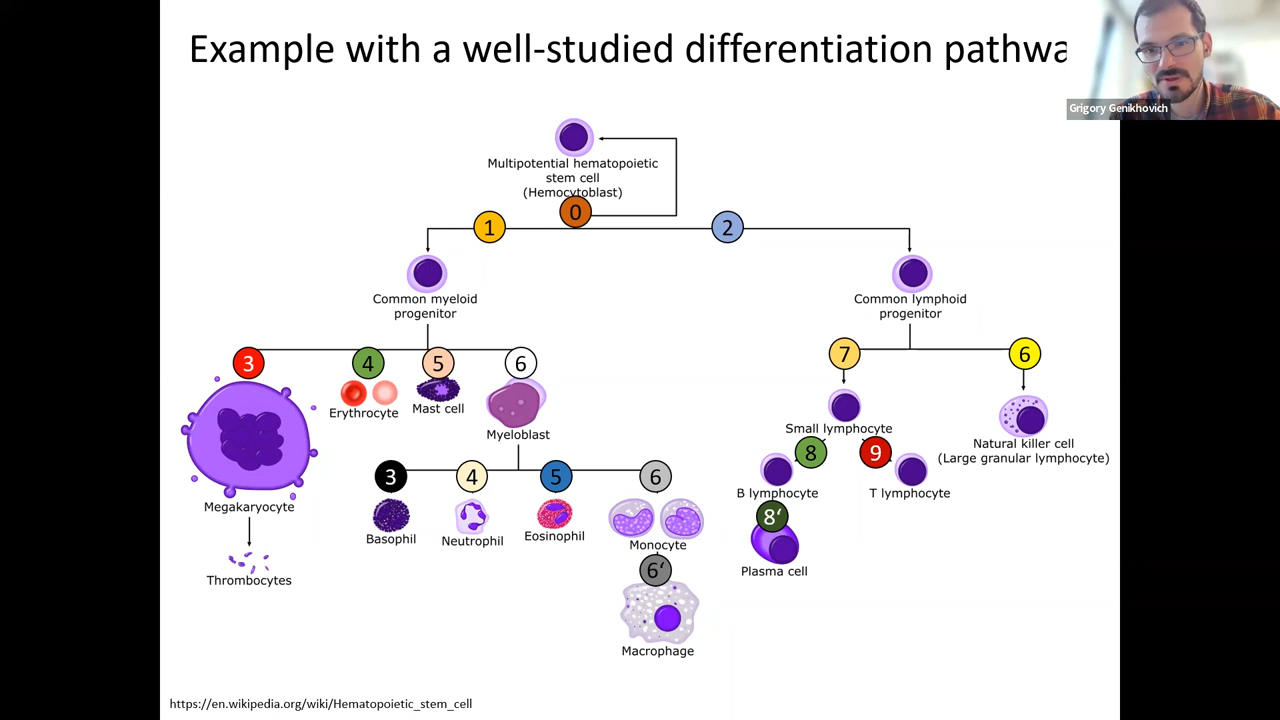 Example with a well-studied differentiation pathwa
Grigory Genikhovich
Multipotential hematopoietic
stem cell
(Hemocytoblast)
0
1
2
Common myeloid
progenitor
Common lymphoid
progenitor
3
4
5
6
7
6
Erythrocyte
Mast cell
Myeloblast
Small lymphocyte
Natural killer cell
(Large granular lymphocyte)
8
9
3
4
5
6
B lymphocyte
T lymphocyte
Megakaryocyte
Basophil
Neutrophil
Eosinophil
Monocyte
8‘
6‘
Plasma cell
Thrombocytes
Macrophage
https://en.wikipedia.org/wiki/Hematopoietic_stem_cell